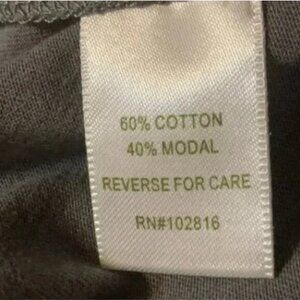 60% COTTON
40% MODAL
REVERSE FOR CARE
RN#102816